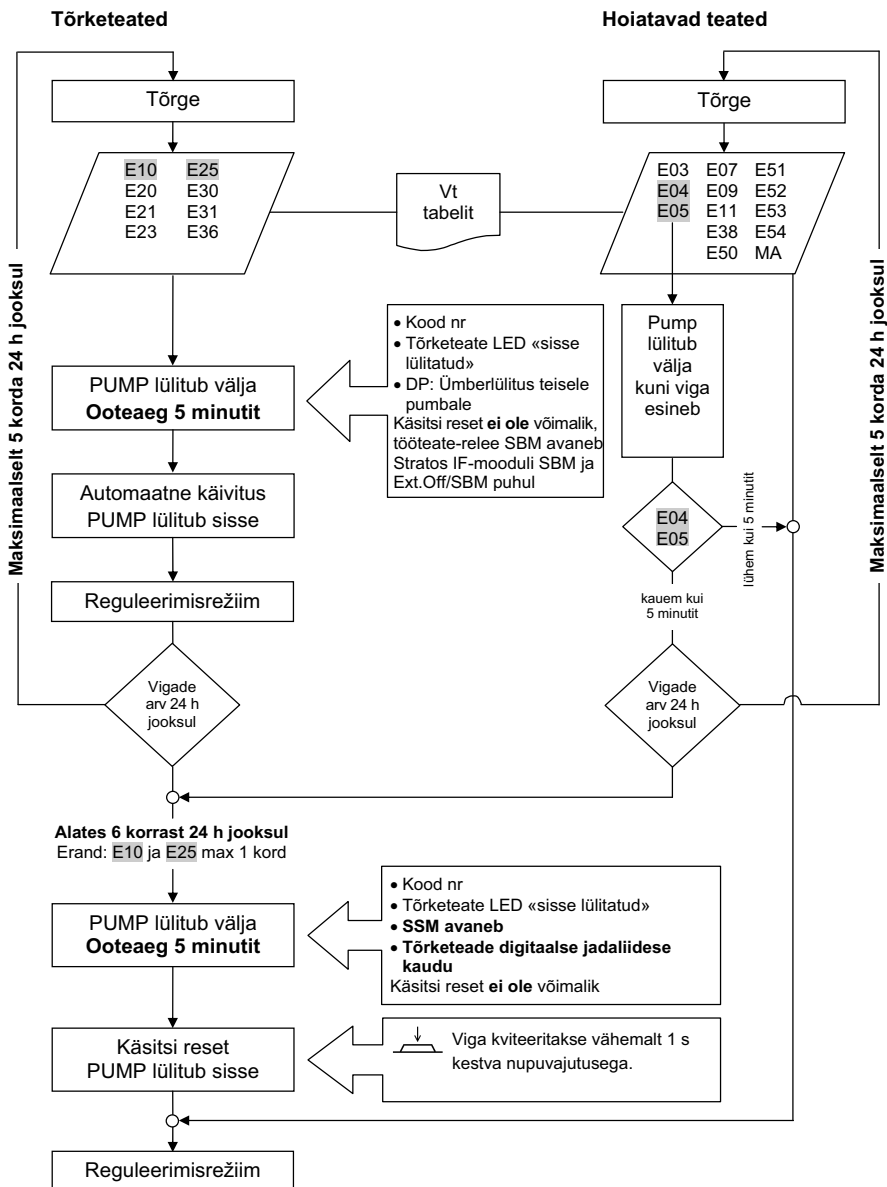 Tõrketeated
Hoiatavad teated
Tõrge
Tõrge
E10 E25
E20 E30
E21 E31
E23 E36
Vt
tabelit
E03 E07 E51
E04 E09 E52
E05 E11 E53
E38 E54
E50 MA
Maksimaalselt 5 korda 24 h jooksul
Maksimaalselt 5 korda 24 h jooksul
PUMP lülitub välja
Ooteaeg 5 minutit
• Kood nr
• Tõrketeate LED «sisse
lülitatud»
• DP: Ümberlülitus teisele
pumbale
Käsitsi reset ei ole võimalik,
tööteate-relee SBM avaneb
Stratos IF-mooduli SBM ja
Ext.Off/SBM puhul
Pump
lülitub
välja
kuni viga
esineb
Automaatne käivitus
PUMP lülitub sisse
E04
E05
lühem kui 5 minutit
Reguleerimisrežiim
kauem kui
5 minutit
Vigade
arv 24 h
jooksul
Vigade
arv 24 h
jooksul
Alates 6 korrast 24 h jooksul
Erand: E10 ja E25 max 1 kord
PUMP lülitub välja
Ooteaeg 5 minutit
• Kood nr
• Tõrketeate LED «sisse lülitatud»
• SSM avaneb
• Tõrketeade digitaalse jadaliidese
kaudu
Käsitsi reset ei ole võimalik
Käsitsi reset
PUMP lülitub sisse
Viga kviteeritakse vähemalt 1 s
kestva nupuvajutusega.
Reguleerimisrežiim